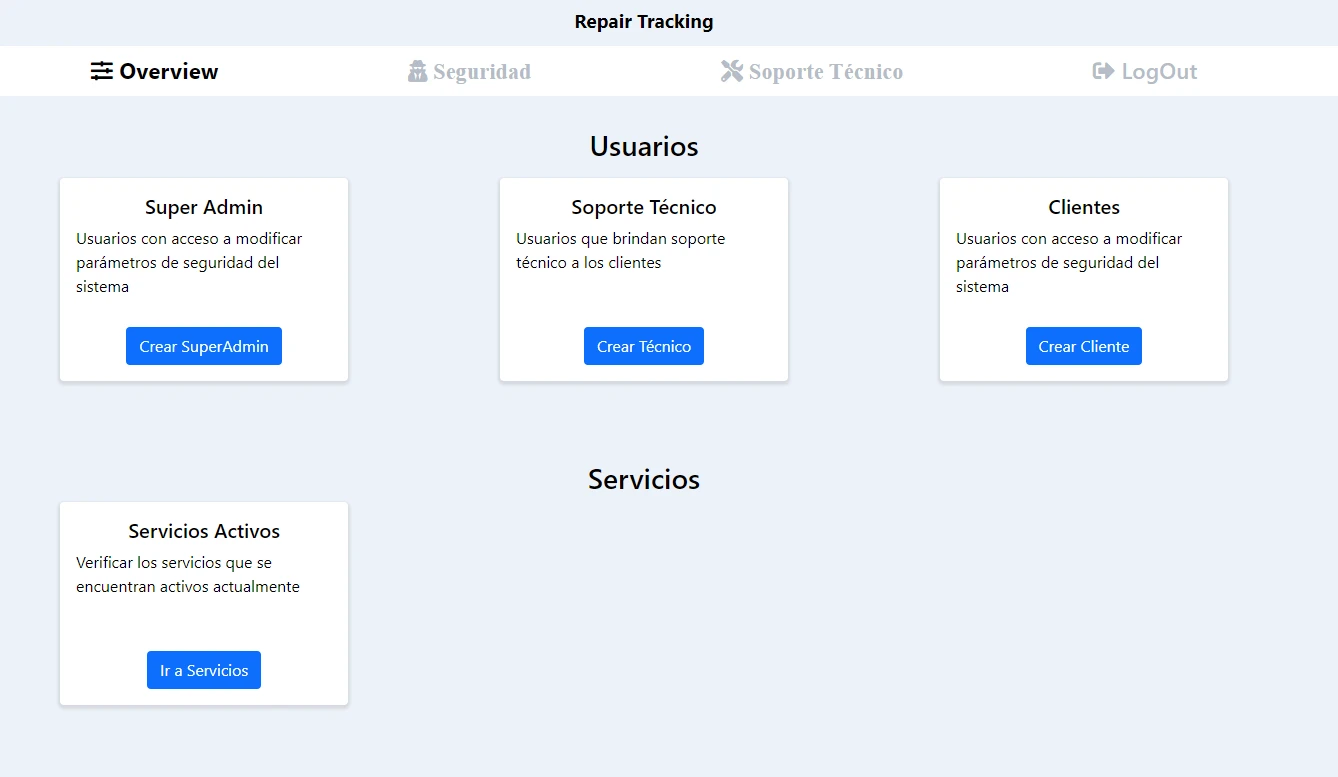 Repair Tracking
Overview
Seguridad
Soporte Técnico
LogOut
Usuarios
Super Admin
Usuarios con acceso a modificar
parámetros de seguridad del
sistema
Crear SuperAdmin
Soporte Técnico
Usuarios que brindan soporte
técnico a los clientes
Crear Técnico
Clientes
Usuarios con acceso a modificar
parámetros de seguridad del
sistema
Crear Cliente
Servicios
Servicios Activos
Verificar los servicios que se
encuentran activos actualmente
Ir a Servicios